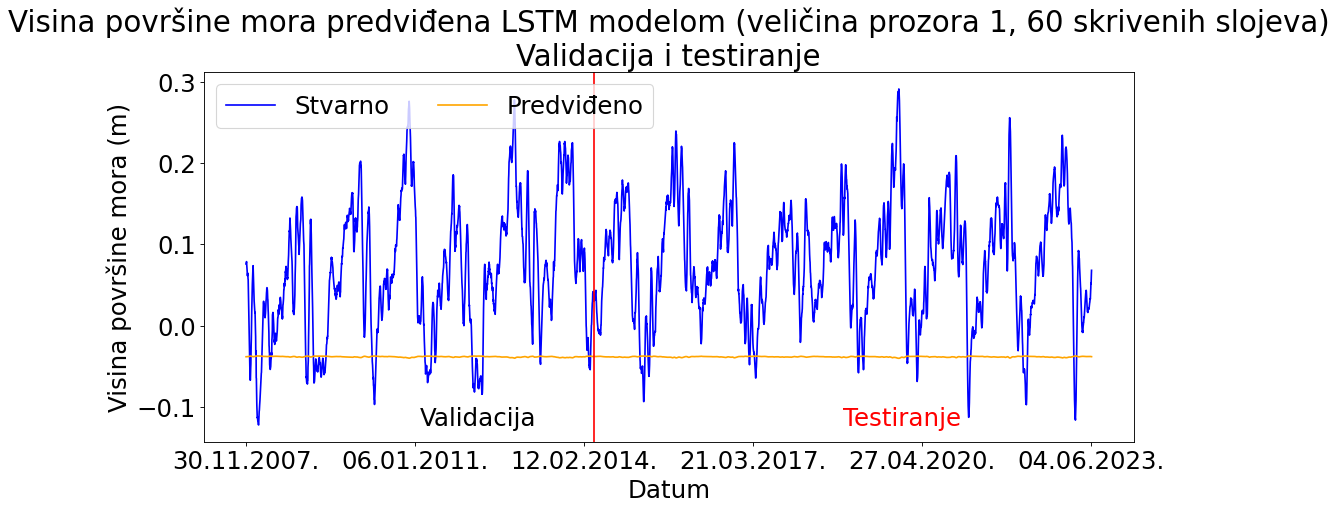 Visina površine mora predviđena LSTM modelom (veličina prozora 1, 60 skrivenih slojeva)
Validacija i testiranje
Stvarno Predviđeno
Visina površine mora (m)
0.3
0.2
0.1
0.0
−0.1
Validacija Testiranje
30.11.2007. 06.01.2011. 12.02.2014. 21.03.2017. 27.04.2020. 04.06.2023.
Datum